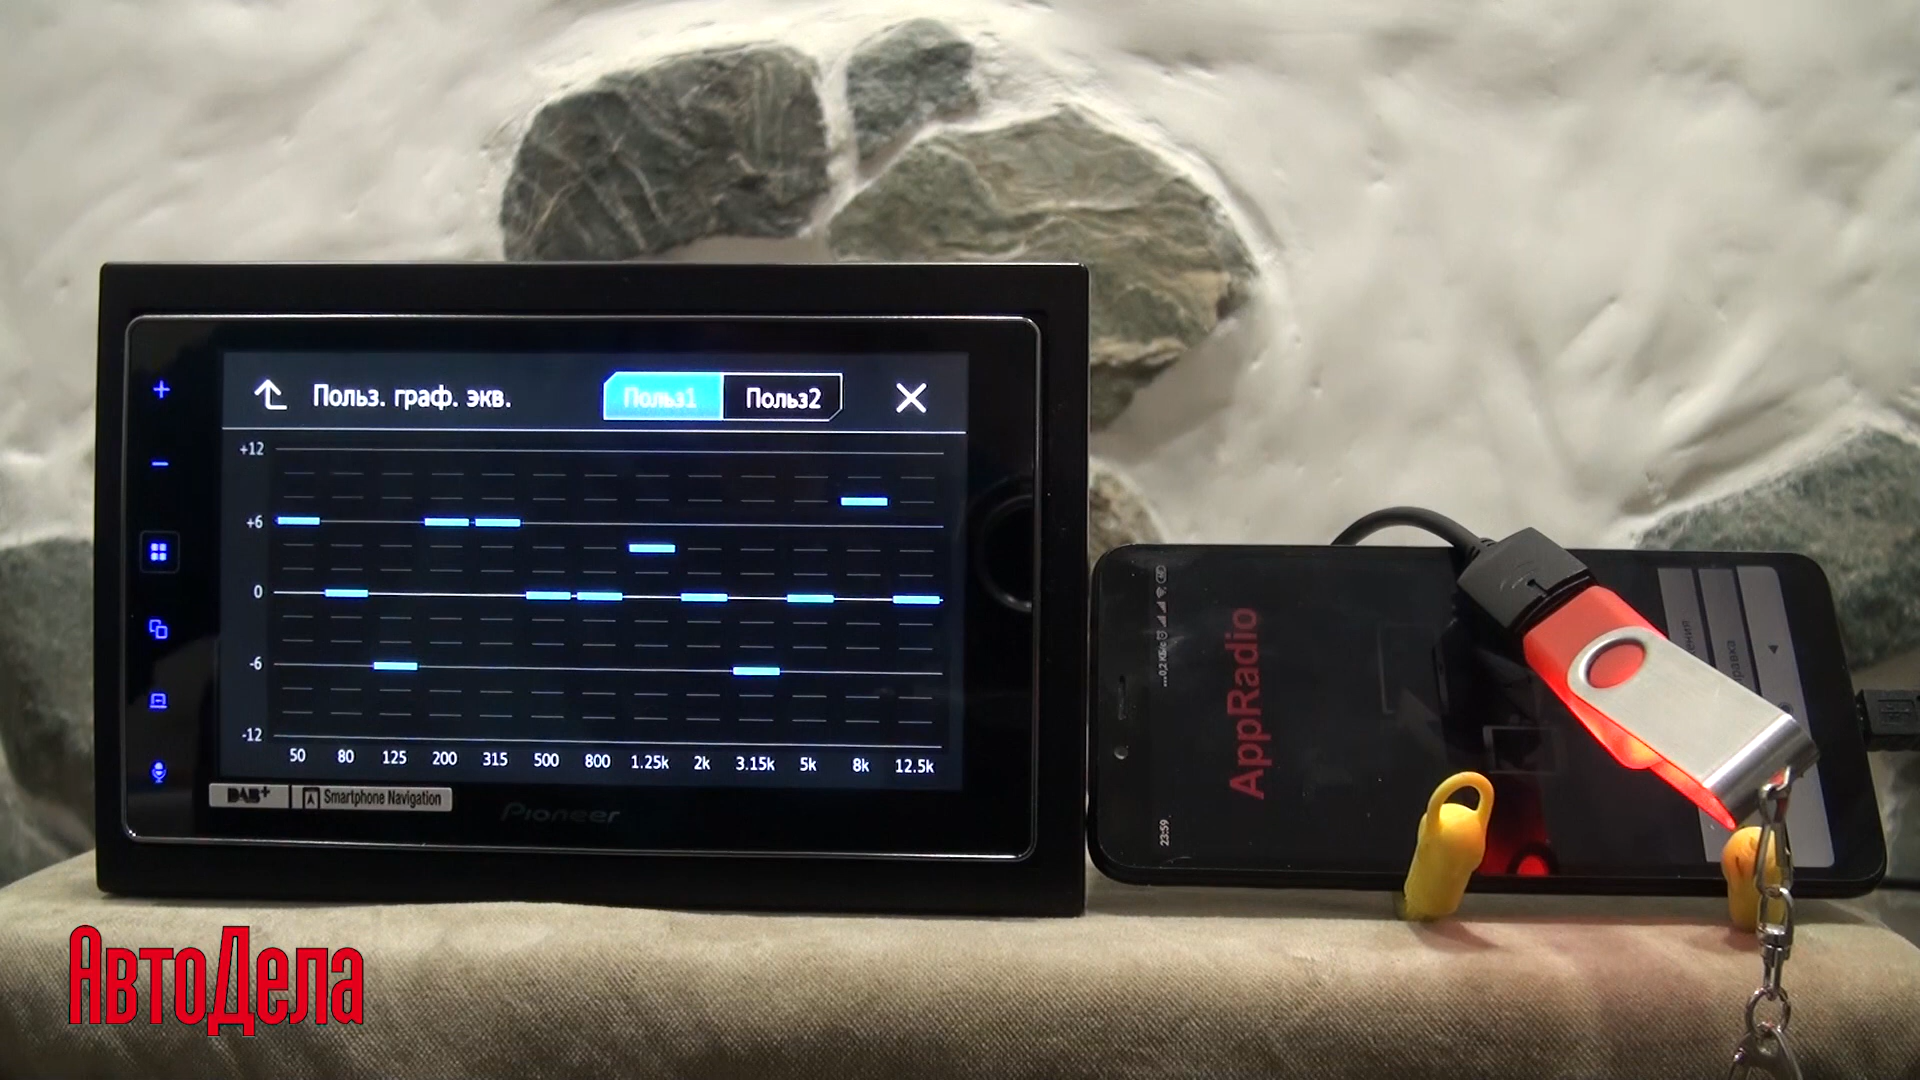 Польз. граф. экв.
Польз1 Польз2
+12
+6
0
-6
-12
50 80 125 200 315 500 800 1.25k 2k 3.15k 5k 8k 12.5k
DAB+ Smartphone Navigation
Pioneer
AppRadio
23:59
АвтоДела